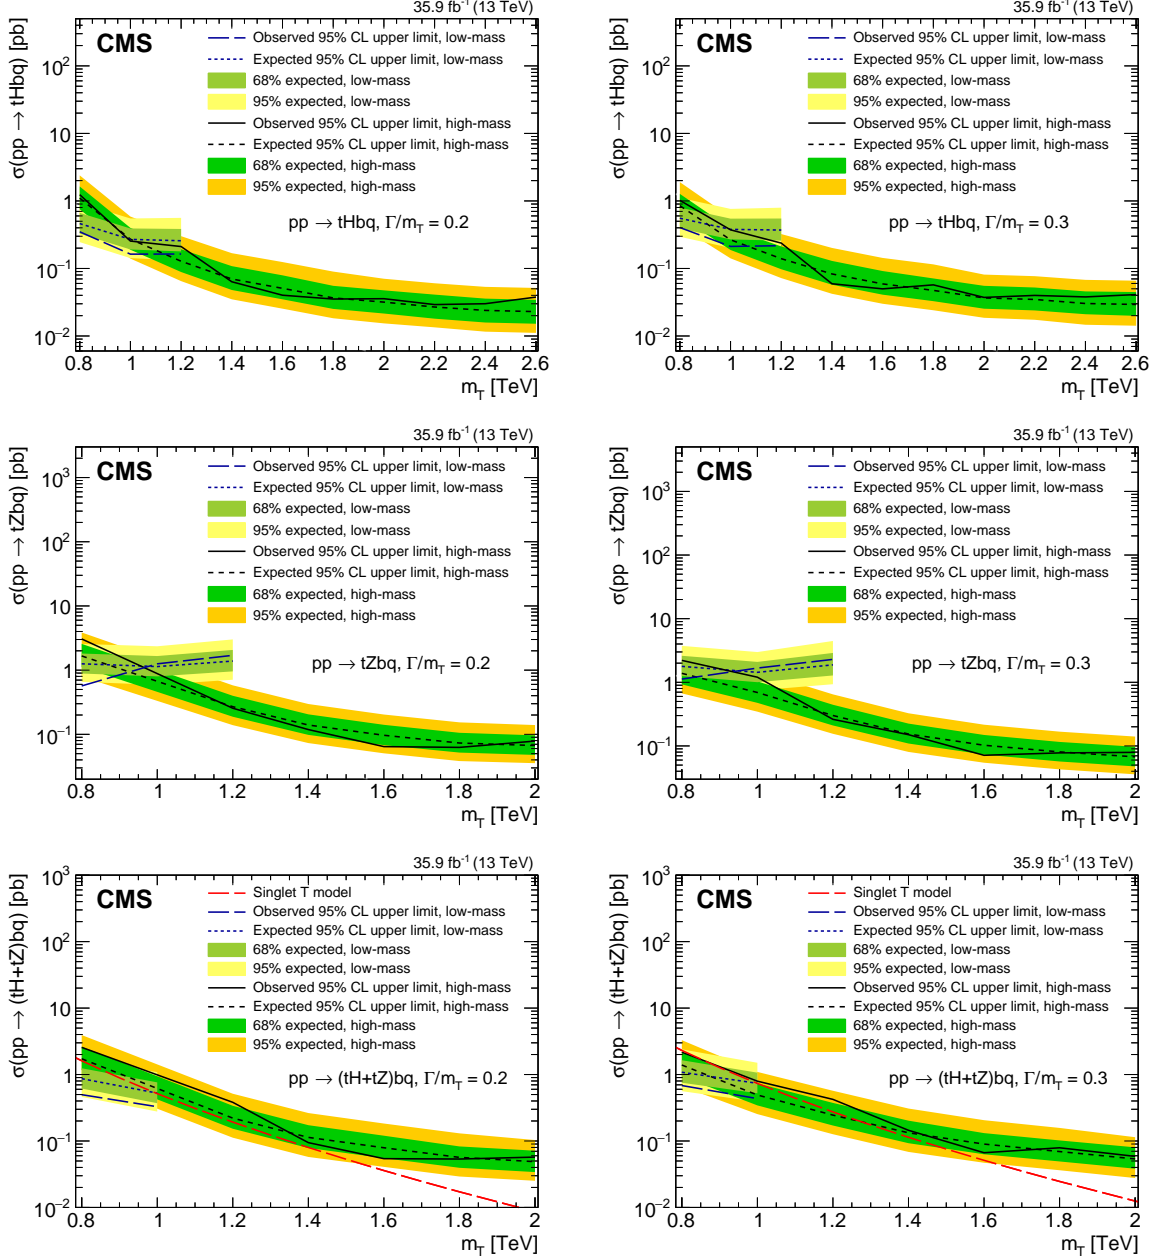 35.9 fb⁻¹ (13 TeV)
σ(pp → tHbq) [pb]
CMS
Observed 95% CL upper limit, low-mass
Expected 95% CL upper limit, low-mass
68% expected, low-mass
95% expected, low-mass
Observed 95% CL upper limit, high-mass
Expected 95% CL upper limit, high-mass
68% expected, high-mass
95% expected, high-mass
pp → tHbq, Γ/m_T = 0.2
10²
10
1
10⁻¹
10⁻²
0.8 1 1.2 1.4 1.6 1.8 2 2.2 2.4 2.6
m_T [TeV]
35.9 fb⁻¹ (13 TeV)
σ(pp → tHbq) [pb]
CMS
Observed 95% CL upper limit, low-mass
Expected 95% CL upper limit, low-mass
68% expected, low-mass
95% expected, low-mass
Observed 95% CL upper limit, high-mass
Expected 95% CL upper limit, high-mass
68% expected, high-mass
95% expected, high-mass
pp → tHbq, Γ/m_T = 0.3
10²
10
1
10⁻¹
10⁻²
0.8 1 1.2 1.4 1.6 1.8 2 2.2 2.4 2.6
m_T [TeV]
35.9 fb⁻¹ (13 TeV)
σ(pp → tZbq) [pb]
CMS
Observed 95% CL upper limit, low-mass
Expected 95% CL upper limit, low-mass
68% expected, low-mass
95% expected, low-mass
Observed 95% CL upper limit, high-mass
Expected 95% CL upper limit, high-mass
68% expected, high-mass
95% expected, high-mass
pp → tZbq, Γ/m_T = 0.2
10³
10²
10
1
10⁻¹
0.8 1 1.2 1.4 1.6 1.8 2
m_T [TeV]
35.9 fb⁻¹ (13 TeV)
σ(pp → tZbq) [pb]
CMS
Observed 95% CL upper limit, low-mass
Expected 95% CL upper limit, low-mass
68% expected, low-mass
95% expected, low-mass
Observed 95% CL upper limit, high-mass
Expected 95% CL upper limit, high-mass
68% expected, high-mass
95% expected, high-mass
pp → tZbq, Γ/m_T = 0.3
10³
10²
10
1
10⁻¹
0.8 1 1.2 1.4 1.6 1.8 2
m_T [TeV]
35.9 fb⁻¹ (13 TeV)
σ(pp → (tH+tZ)bq) [pb]
CMS
Singlet T model
Observed 95% CL upper limit, low-mass
Expected 95% CL upper limit, low-mass
68% expected, low-mass
95% expected, low-mass
Observed 95% CL upper limit, high-mass
Expected 95% CL upper limit, high-mass
68% expected, high-mass
95% expected, high-mass
pp → (tH+tZ)bq, Γ/m_T = 0.2
10³
10²
10
1
10⁻¹
10⁻²
0.8 1 1.2 1.4 1.6 1.8 2
m_T [TeV]
35.9 fb⁻¹ (13 TeV)
σ(pp → (tH+tZ)bq) [pb]
CMS
Singlet T model
Observed 95% CL upper limit, low-mass
Expected 95% CL upper limit, low-mass
68% expected, low-mass
95% expected, low-mass
Observed 95% CL upper limit, high-mass
Expected 95% CL upper limit, high-mass
68% expected, high-mass
95% expected, high-mass
pp → (tH+tZ)bq, Γ/m_T = 0.3
10³
10²
10
1
10⁻¹
10⁻²
0.8 1 1.2 1.4 1.6 1.8 2
m_T [TeV]